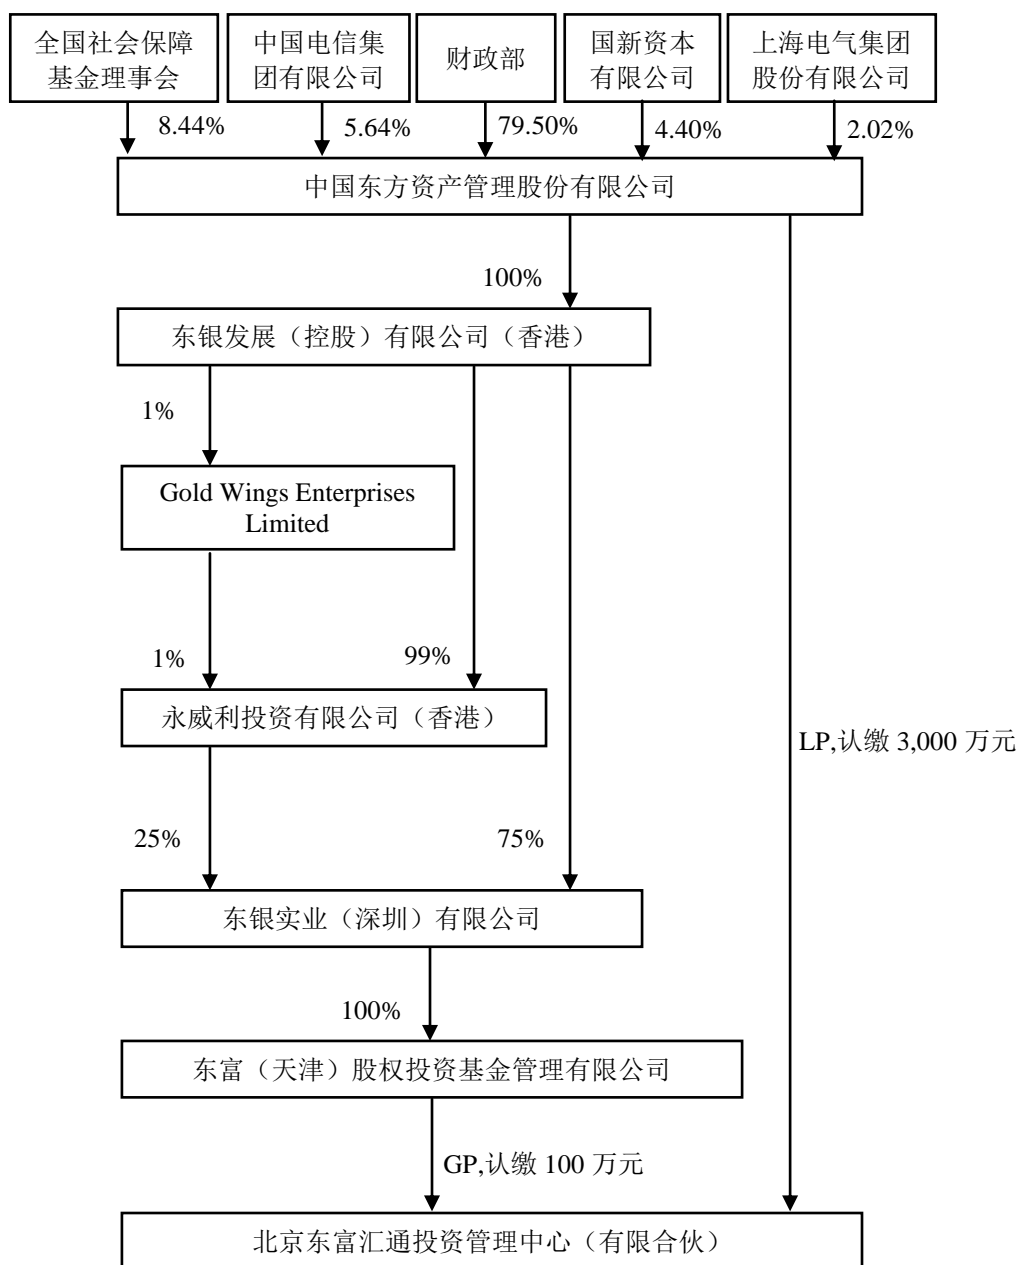 全国社会保障
基金理事会
中国电信集
团有限公司
财政部
国新资本
有限公司
上海电气集团
股份有限公司
8.44%
5.64%
79.50%
4.40%
2.02%
中国东方资产管理股份有限公司
100%
东银发展（控股）有限公司（香港）
1%
Gold Wings Enterprises
Limited
1%
99%
永威利投资有限公司（香港）
LP,认缴 3,000 万元
25%
75%
东银实业（深圳）有限公司
100%
东富（天津）股权投资基金管理有限公司
GP,认缴 100 万元
北京东富汇通投资管理中心（有限合伙）